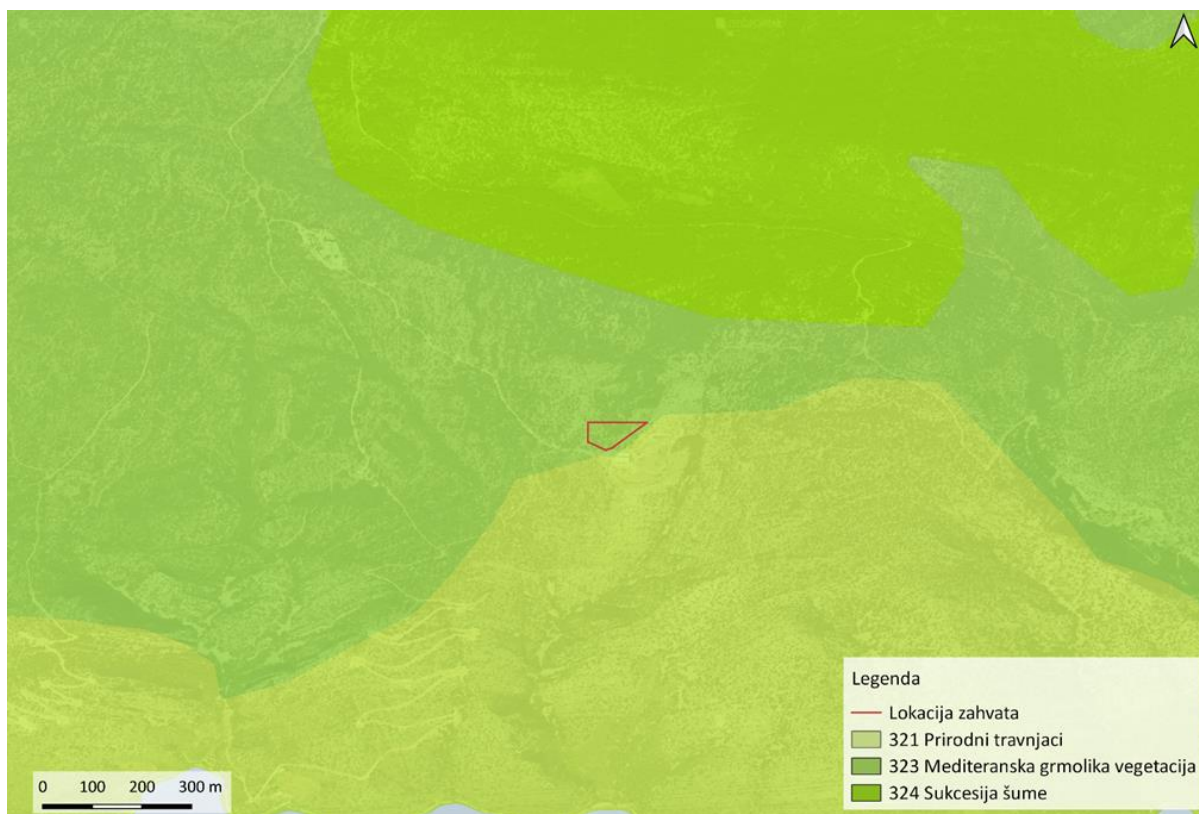 Legenda
Lokacija zahvata
321 Prirodni travnjaci
323 Mediteranska grmolika vegetacija
324 Sukcesija šume
0 100 200 300 m